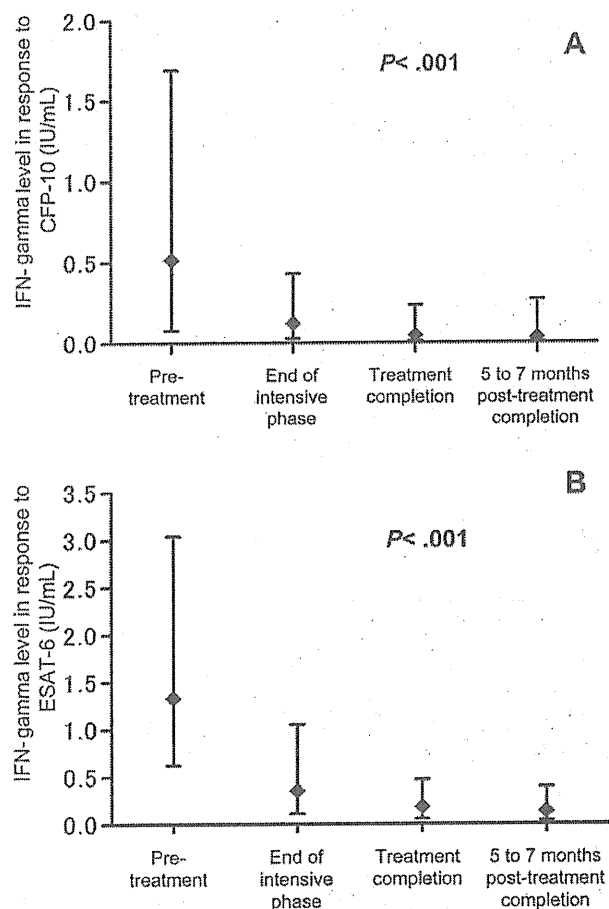 A
P< .001
IFN-gamma level in response to
CFP-10 (IU/mL)
2.0
1.5
1.0
0.5
0.0
Pre-
treatment
End of
intensive
phase
Treatment
completion
5 to 7 months
post-treatment
completion
B
P< .001
IFN-gamma level in response to
ESAT-6 (IU/mL)
3.5
3.0
2.5
2.0
1.5
1.0
0.5
0.0
Pre-
treatment
End of
intensive
phase
Treatment
completion
5 to 7 months
post-treatment
completion